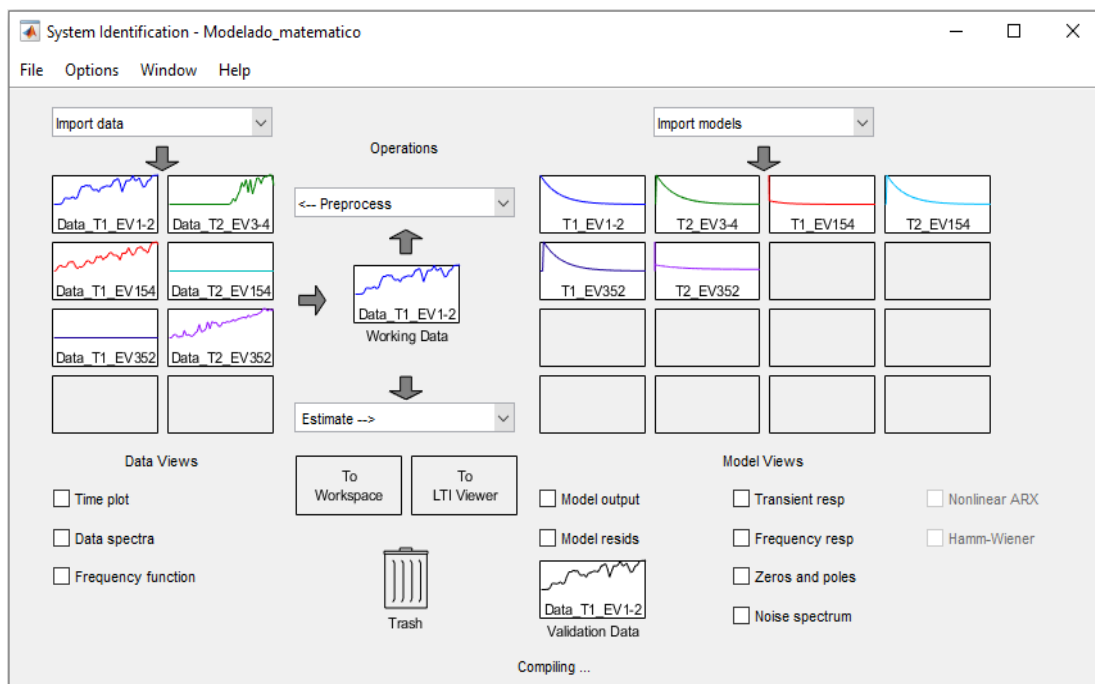 System Identification - Modelado_matematico
File Options Window Help
Import data
Import models
Operations
Data_T1_EV1-2 Data_T2_EV3-4
<-- Preprocess
T1_EV1-2 T2_EV3-4 T1_EV154 T2_EV154
Data_T1_EV154 Data_T2_EV154
T1_EV352 T2_EV352
Data_T1_EV1-2
Working Data
Data_T1_EV352 Data_T2_EV352
Estimate -->
Data Views
Model Views
To
Workspace
To
LTI Viewer
Time plot
Model output
Transient resp
Nonlinear ARX
Data spectra
Model resids
Frequency resp
Hamm-Wiener
Frequency function
Zeros and poles
Data_T1_EV1-2
Noise spectrum
Trash
Validation Data
Compiling ...